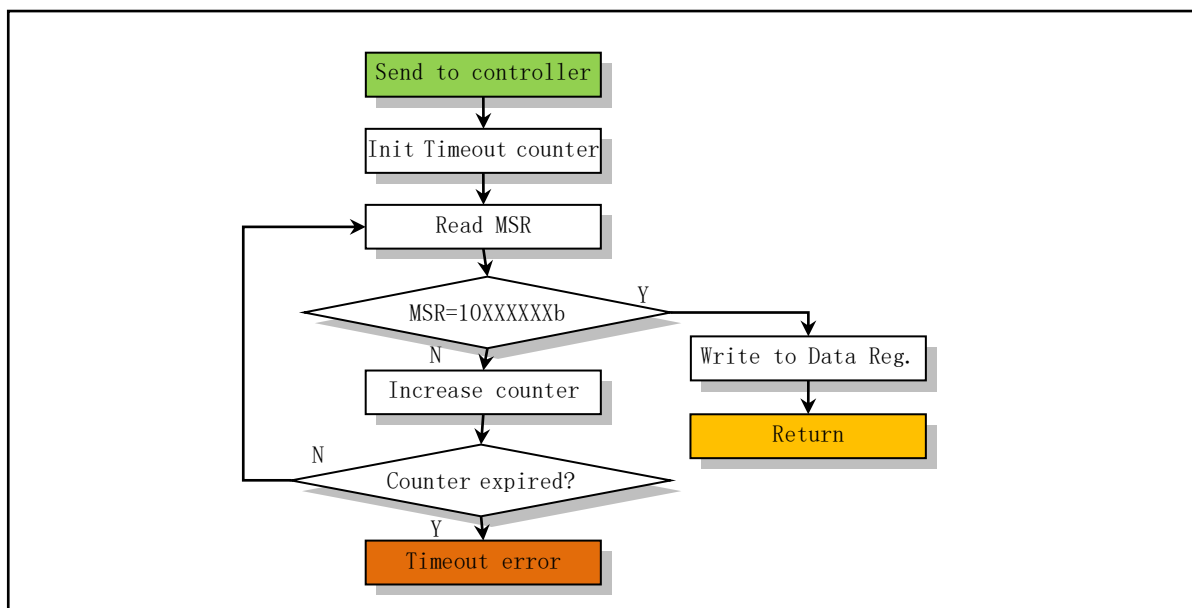 Send to controller
Init Timeout counter
Read MSR
MSR=10XXXXXXb
Y
N
Write to Data Reg.
Increase counter
Return
N
Counter expired?
Y
Timeout error